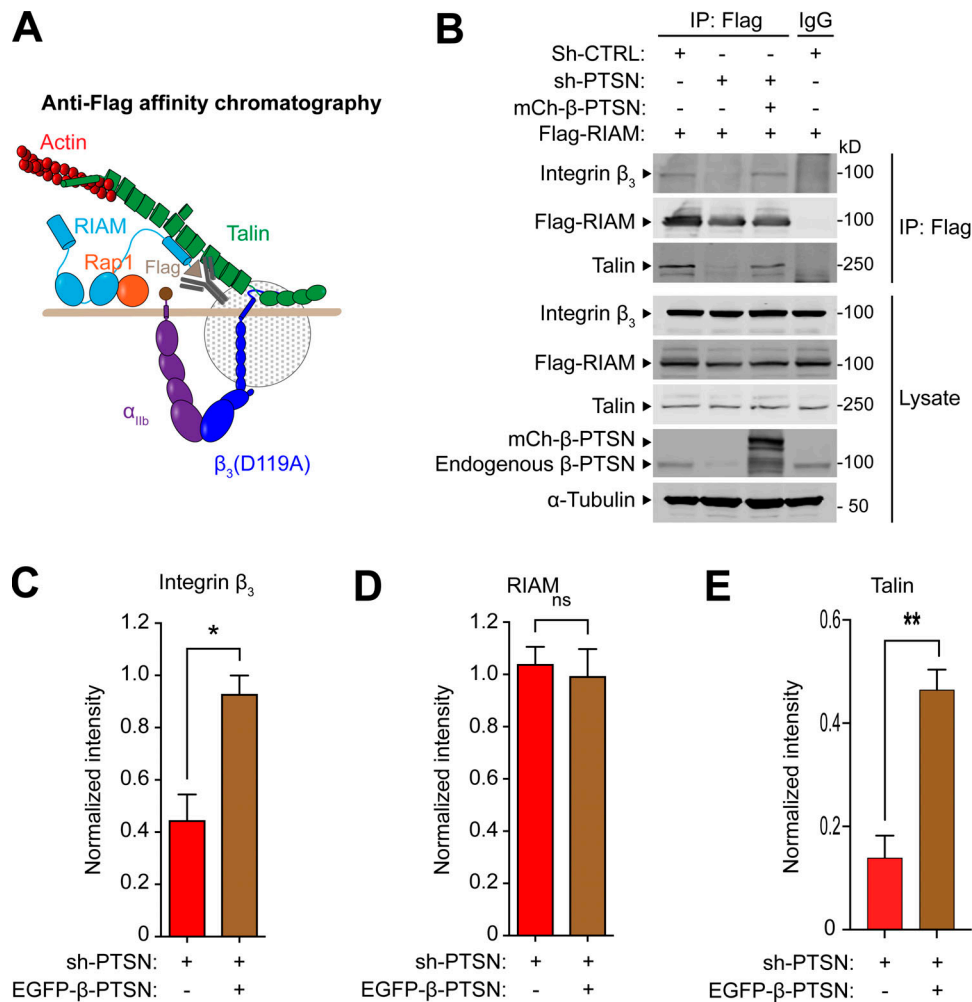 A
Anti-Flag affinity chromatography
Actin
RIAM
Rap1
Flag
Talin
αIIb
β3(D119A)
B
IP: Flag IgG
Sh-CTRL: + - - +
sh-PTSN: - + + -
mCh-β-PTSN: - - + -
Flag-RIAM: + + + +
kD
Integrin β3 - 100
Flag-RIAM - 100
Talin - 250
IP: Flag
Integrin β3 - 100
Flag-RIAM - 100
Talin - 250
mCh-β-PTSN
Endogenous β-PTSN - 100
α-Tubulin - 50
Lysate
C
Integrin β3
Normalized intensity
1.2
1.0
0.8
0.6
0.4
0.2
0
*
sh-PTSN: + +
EGFP-β-PTSN: - +
D
RIAM
ns
Normalized intensity
1.2
1.0
0.8
0.6
0.4
0.2
0
sh-PTSN: + +
EGFP-β-PTSN: - +
E
Talin
Normalized intensity
0.6
0.4
0.2
0
**
sh-PTSN: + +
EGFP-β-PTSN: - +